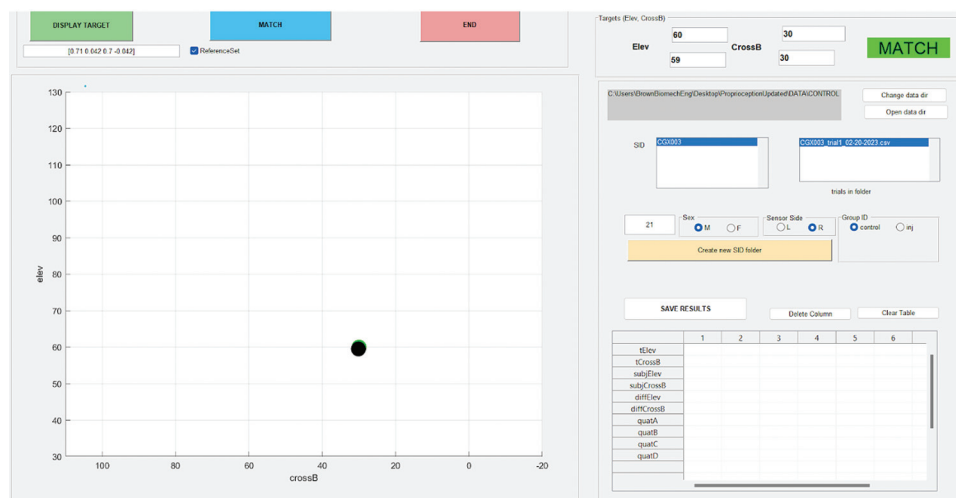 DISPLAY TARGET
MATCH
END
[0.71 0.042 0.7 -0.042]
ReferenceSet
Targets (Elev, CrossB)
Elev
60
59
CrossB
30
30
MATCH
C:\Users\BrownBiomechEng\Desktop\ProprioceptionUpdated\DATA\CONTROL
Change data dir
Open data dir
SID
CGX003
CGX003_trial1_02-20-2023.csv
trials in folder
21
Sex
M
F
Sensor Side
L
R
Group ID
control
inj
Create new SID folder
SAVE RESULTS
Delete Column
Clear Table
1 2 3 4 5 6
tElev
tCrossB
subjElev
subjCrossB
diffElev
diffCrossB
quatA
quatB
quatC
quatD
130
120
110
100
90
80
70
60
50
40
30
elev
100 80 60 40 20 0 -20
crossB